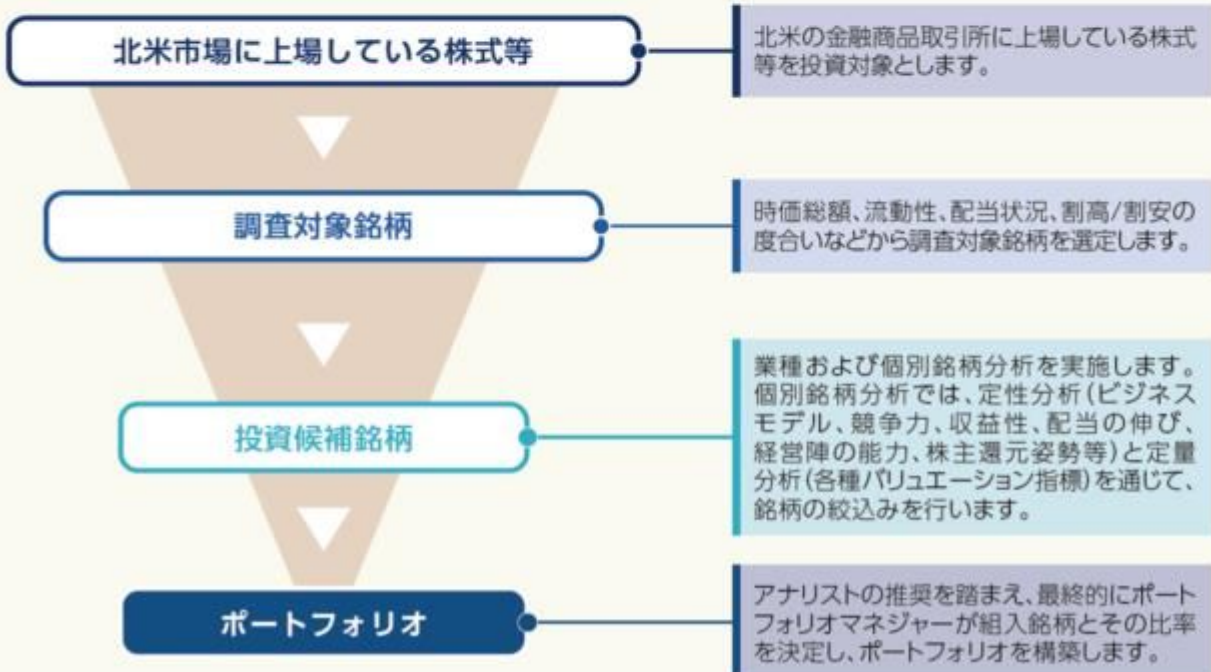 北米市場に上場している株式等
北米の金融商品取引所に上場している株式
等を投資対象とします。
調査対象銘柄
時価総額、流動性、配当状況、割高/割安の
度合いなどから調査対象銘柄を選定します。
投資候補銘柄
業種および個別銘柄分析を実施します。
個別銘柄分析では、定性分析(ビジネス
モデル、競争力、収益性、配当の伸び、
経営陣の能力、株主還元姿勢等)と定量
分析(各種バリュエーション指標)を通じて、
銘柄の絞込みを行います。
ポートフォリオ
アナリストの推奨を踏まえ、最終的にポート
フォリオマネジャーが組入銘柄とその比率
を決定し、ポートフォリオを構築します。